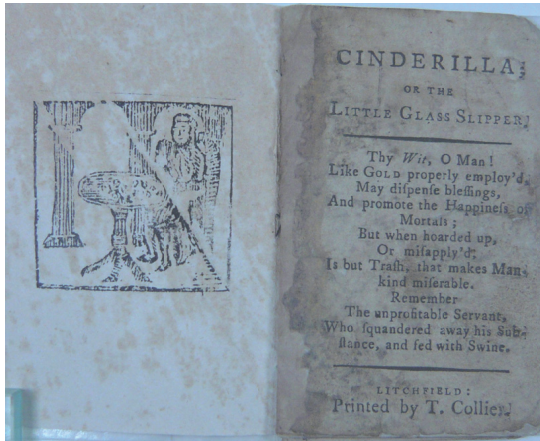 CINDERILLA;
OR THE
LITTLE GLASS SLIPPER.
Thy Wit, O Man!
Like GOLD properly employ'd,
May diſpenſe bleſſings,
And promote the Happineſs of
Mortals;
But when hoarded up,
Or miſapply'd;
Is but Traſh, that makes Man-
kind miſerable.
Remember
The unprofitable Servant,
Who ſquandered away his Sub-
ſtance, and fed with Swine.
LITCHFIELD:
Printed by T. Collier.